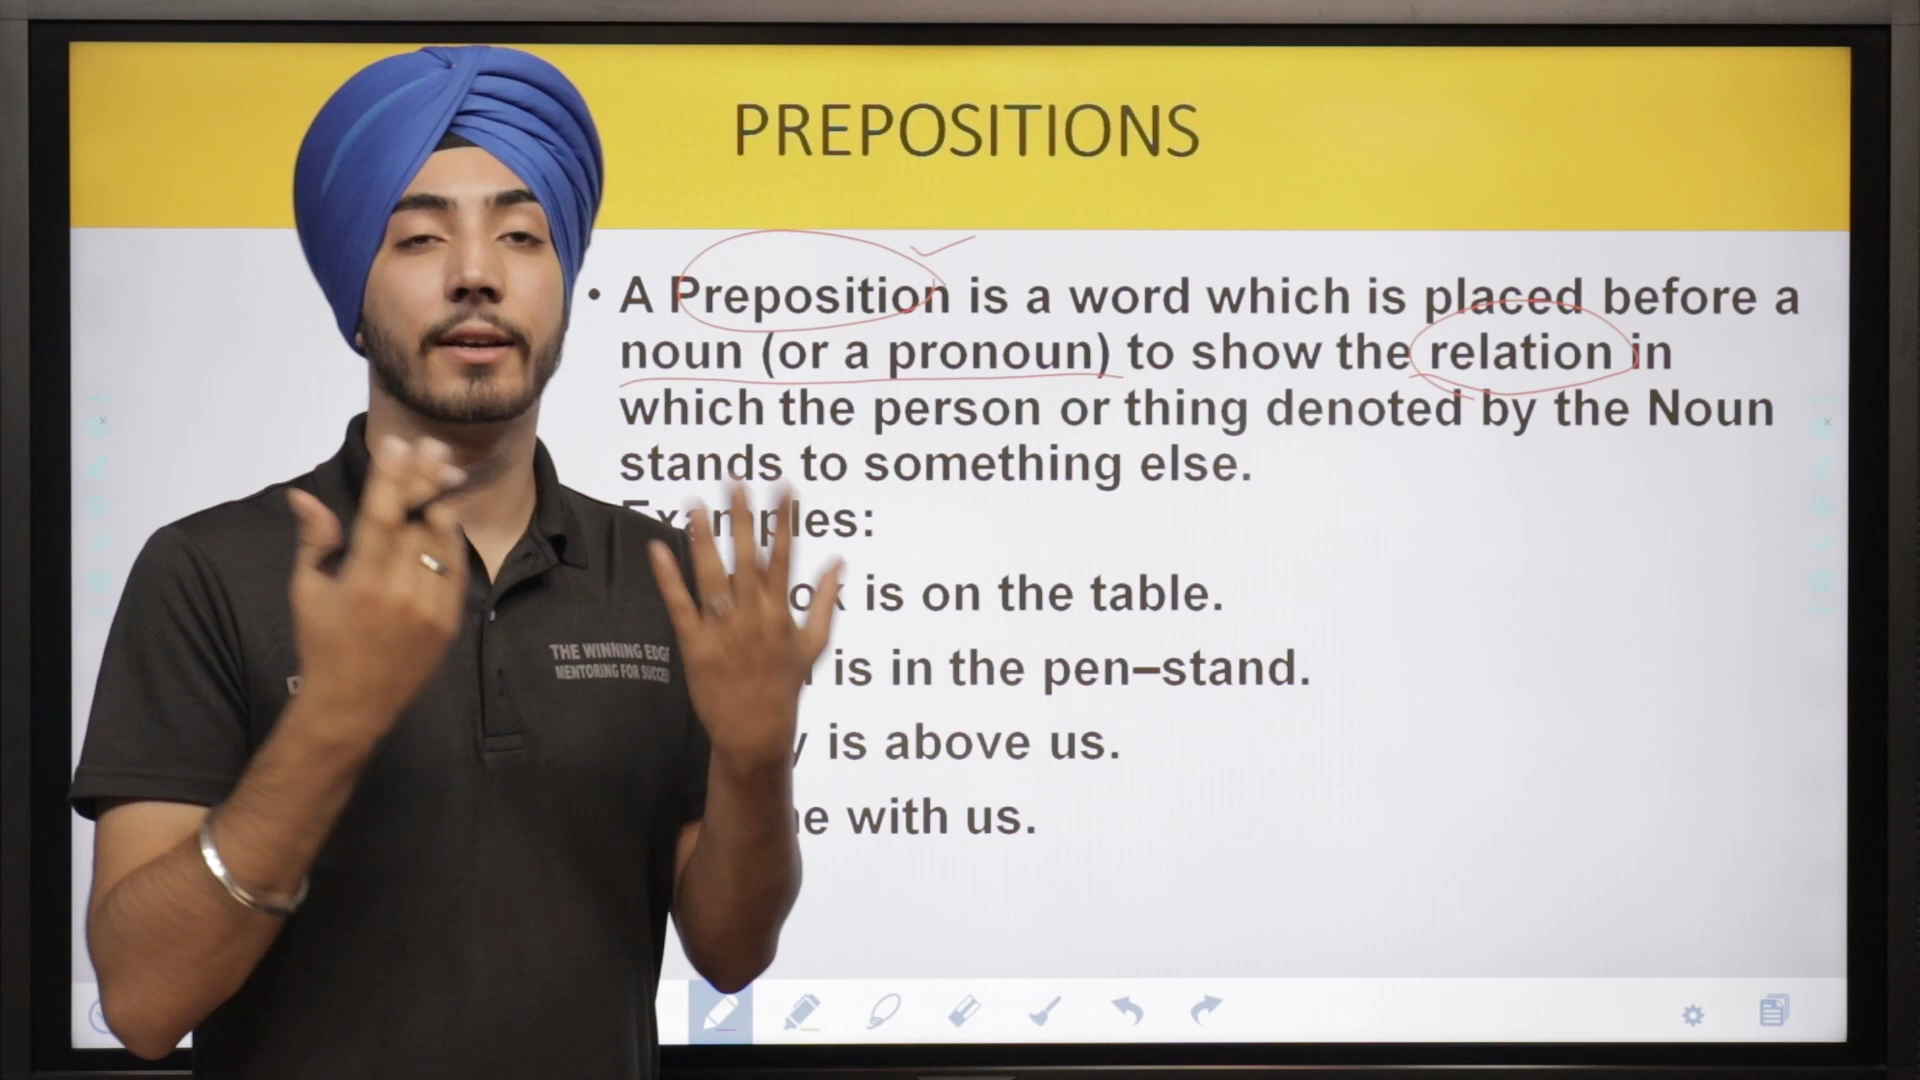 PREPOSITIONS
• A Preposition is a word which is placed before a
noun (or a pronoun) to show the relation in
which the person or thing denoted by the Noun
stands to something else.
Examples:
is on the table.
is in the pen–stand.
is above us.
with us.
THE WINNING EDGE
MENTORING FOR SUCCESS